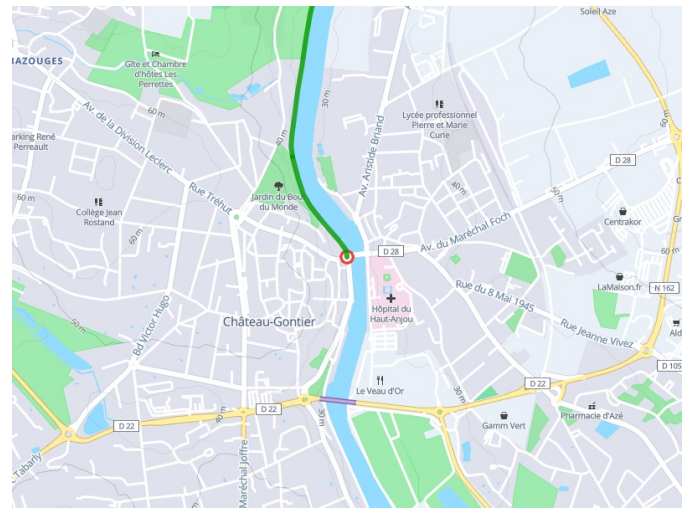 Soleil Aze
BAZOUGES
Gîte et Chambre
d'hôtes Les
Perrettes
30 m
60 m
Av. de la Division Leclerc
40 m
Av. Aristide Briand
Lycée professionnel
Pierre et Marie
Curie
60 m
arking René
Perreault
D 28
Rue Tréhut
Jardin du Bout
du Monde
40 m
50 m
60 m
Collège Jean
Rostand
60 m
Centrakor
Gr
Av. du Maréchal Foch
D 28
60 m
Rue du 8 Mai 1945
LaMaison.fr
N 162
Hôpital du
Haut-Anjou
Château-Gontier
50 m
Bd Victor Hugo
Rue Jeanne Vivez
Ald
D 105
Le Veau d'Or
D 22
30 m
D 22
40 m
30 m
D 22
Gamm Vert
Pharmacie d'Azé
Tabarly
Maréchal Joffre